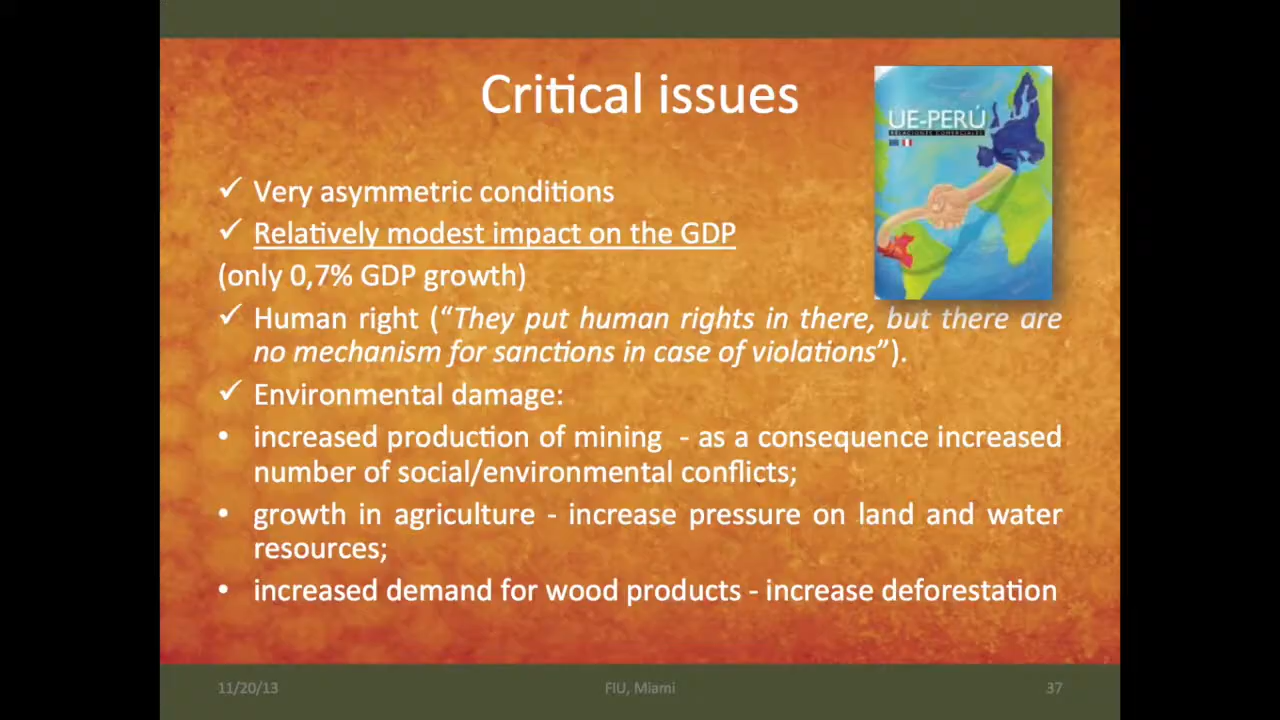 Critical issues
UE-PERÚ
RELACIONES COMERCIALES
✓ Very asymmetric conditions
✓ Relatively modest impact on the GDP
(only 0,7% GDP growth)
✓ Human right (“They put human rights in there, but there are
no mechanism for sanctions in case of violations”).
✓ Environmental damage:
• increased production of mining - as a consequence increased
number of social/environmental conflicts;
• growth in agriculture - increase pressure on land and water
resources;
• increased demand for wood products - increase deforestation
11/20/13
FIU, Miami
37